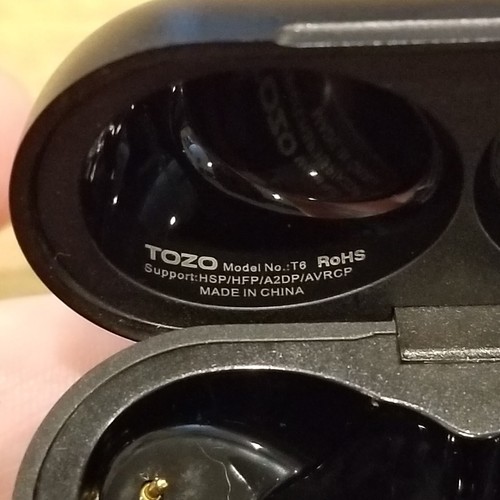 TOZO Model No.:T6 RoHS
Support:HSP/HFP/A2DP/AVRCP
MADE IN CHINA